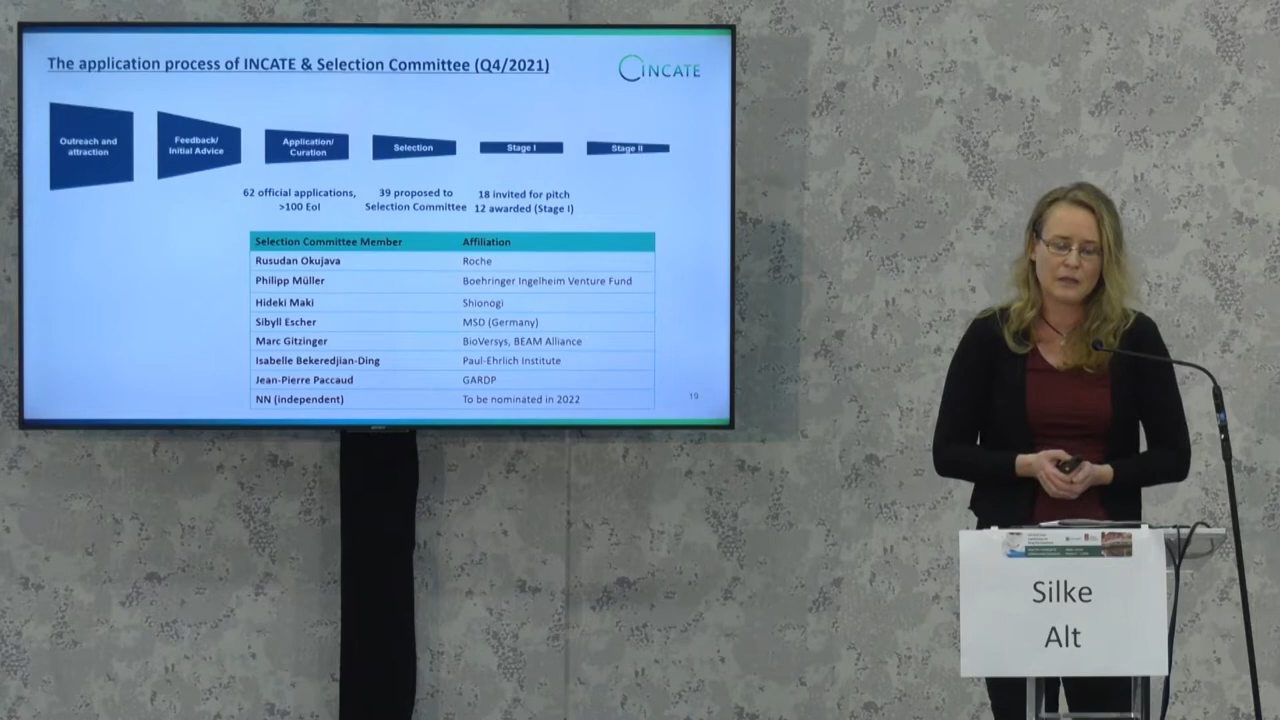 The application process of INCATE & Selection Committee (Q4/2021)
INCATE
Outreach and
attraction
Feedback/
Initial Advice
Application/
Curation
Selection
Stage I
Stage II
62 official applications,
>100 EoI
39 proposed to
Selection Committee
18 invited for pitch
12 awarded (Stage I)
Selection Committee Member Affiliation
Rusudan Okujava Roche
Philipp Müller Boehringer Ingelheim Venture Fund
Hideki Maki Shionogi
Sibyll Escher MSD (Germany)
Marc Gitzinger BioVersys, BEAM Alliance
Isabelle Bekeredjian-Ding Paul-Ehrlich Institute
Jean-Pierre Paccaud GARDP
NN (independent) To be nominated in 2022
19
Silke
Alt